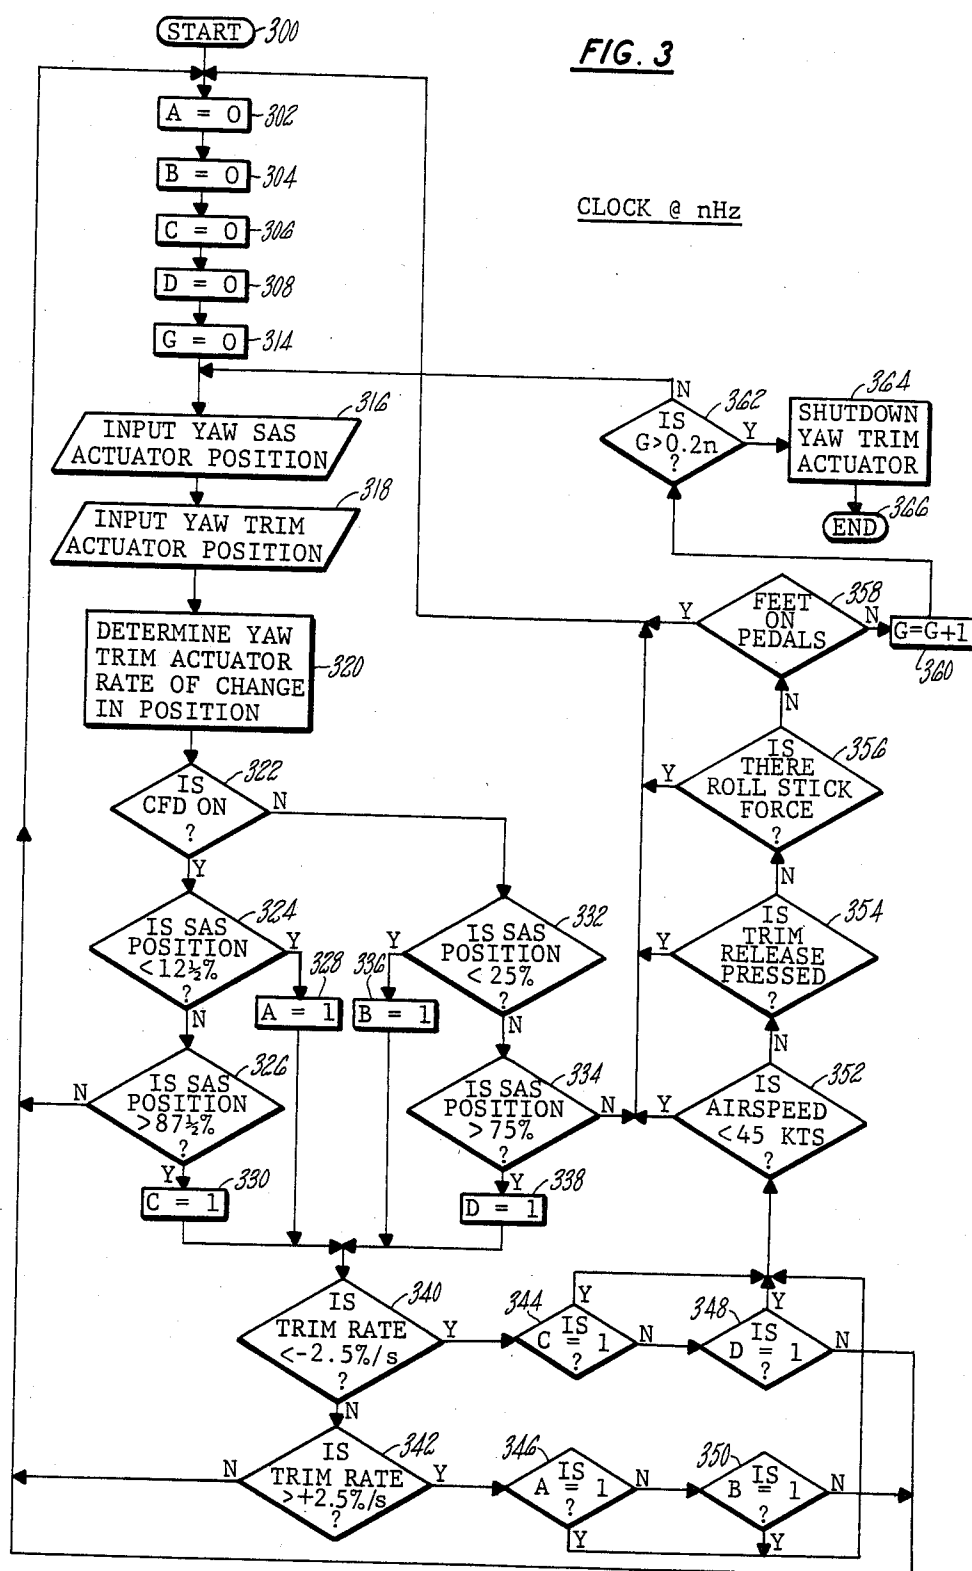 START 300
FIG. 3
A = 0 302
B = 0 304
CLOCK @ nHz
C = 0 306
D = 0 308
G = 0 314
N
316
INPUT YAW SAS
ACTUATOR POSITION
362
IS
G>0.2n
?
Y
364
SHUTDOWN
YAW TRIM
ACTUATOR
318
INPUT YAW TRIM
ACTUATOR POSITION
END 366
358
FEET
ON
PEDALS
Y
N
G=G+1
360
DETERMINE YAW
TRIM ACTUATOR
RATE OF CHANGE
IN POSITION
320
N
322
IS
CFD ON
?
N
Y
356
IS
THERE
ROLL STICK
FORCE
?
Y
N
324
IS SAS
POSITION
<12½%
?
Y
N
328
A = 1
332
IS SAS
POSITION
< 25%
?
Y
N
336
B = 1
354
IS
TRIM
RELEASE
PRESSED
?
Y
N
326
IS SAS
POSITION
>87½%
?
N
Y
334
IS SAS
POSITION
>75%
?
N
Y
352
IS
AIRSPEED
<45 KTS
?
Y
C = 1 330
D = 1 338
340
IS
TRIM RATE
<-2.5%/s
?
Y
N
344
IS
C = 1
?
Y
N
348
IS
D = 1
?
Y
N
342
IS
TRIM RATE
>+2.5%/s
?
N
Y
346
IS
A = 1
?
N
Y
350
IS
B = 1
?
N
Y